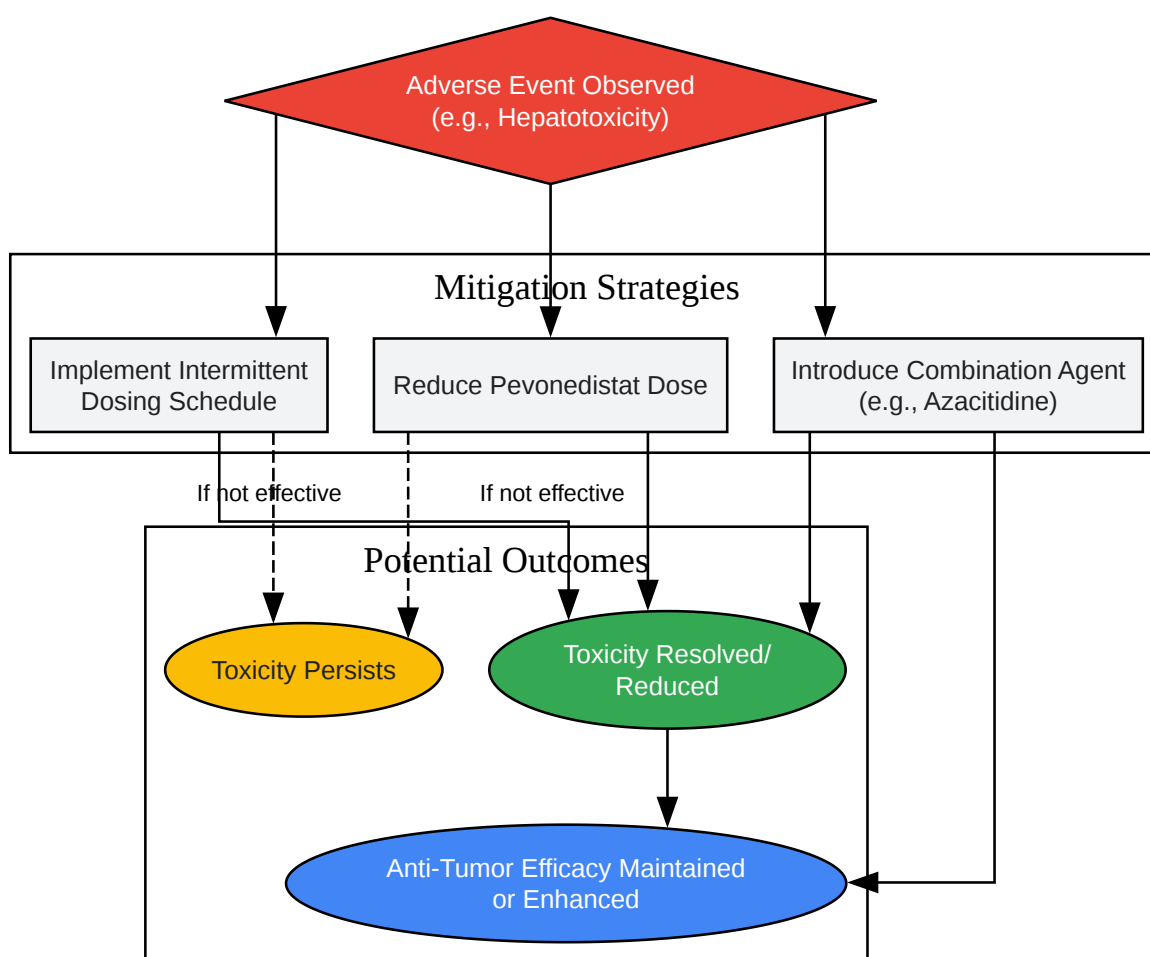 Adverse Event Observed
(e.g., Hepatotoxicity)
Mitigation Strategies
Implement Intermittent
Dosing Schedule
Reduce Pevonedistat Dose
Introduce Combination Agent
(e.g., Azacitidine)
If not effective
If not effective
Potential Outcomes
Toxicity Persists
Toxicity Resolved/
Reduced
Anti-Tumor Efficacy Maintained
or Enhanced